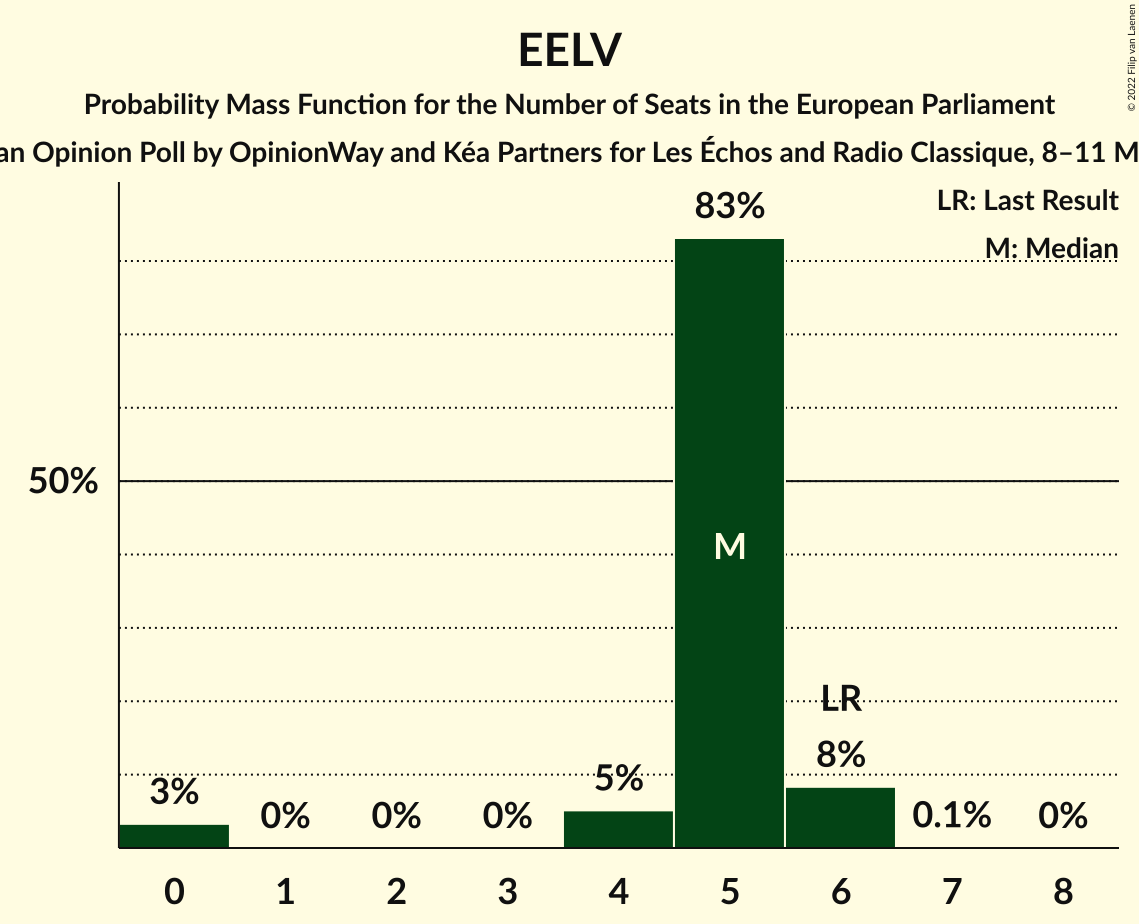 EELV
Probability Mass Function for the Number of Seats in the European Parliament
an Opinion Poll by OpinionWay and Kéa Partners for Les Échos and Radio Classique, 8–11 M
© 2022 Filip van Laenen
LR: Last Result
M: Median
83%
50%
M
LR
8%
3%
0%
0%
0%
5%
0.1%
0%
0 1 2 3 4 5 6 7 8